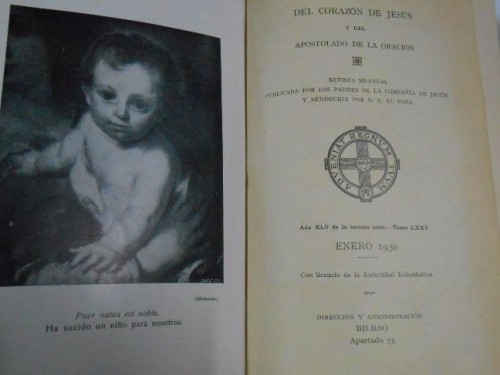 Puer natus est nobis.
Ha nacido un niño para nosotros.
DEL CORAZÓN DE JESUS
Y DEL
APOSTOLADO DE LA ORACIÓN
REVISTA MENSUAL
PUBLICADA POR LOS PADRES DE LA COMPAÑÍA DE JESÚS
Y BENDECIDA POR S. S. EL PAPA
ADVENIAT REGNUM TUUM
Año XLV de la tercera serie.- Tomo LXXV
ENERO 1930
Con licencia de la Autoridad Eclesiástica
DIRECCIÓN Y ADMINISTRACIÓN
BILBAO
Apartado 73